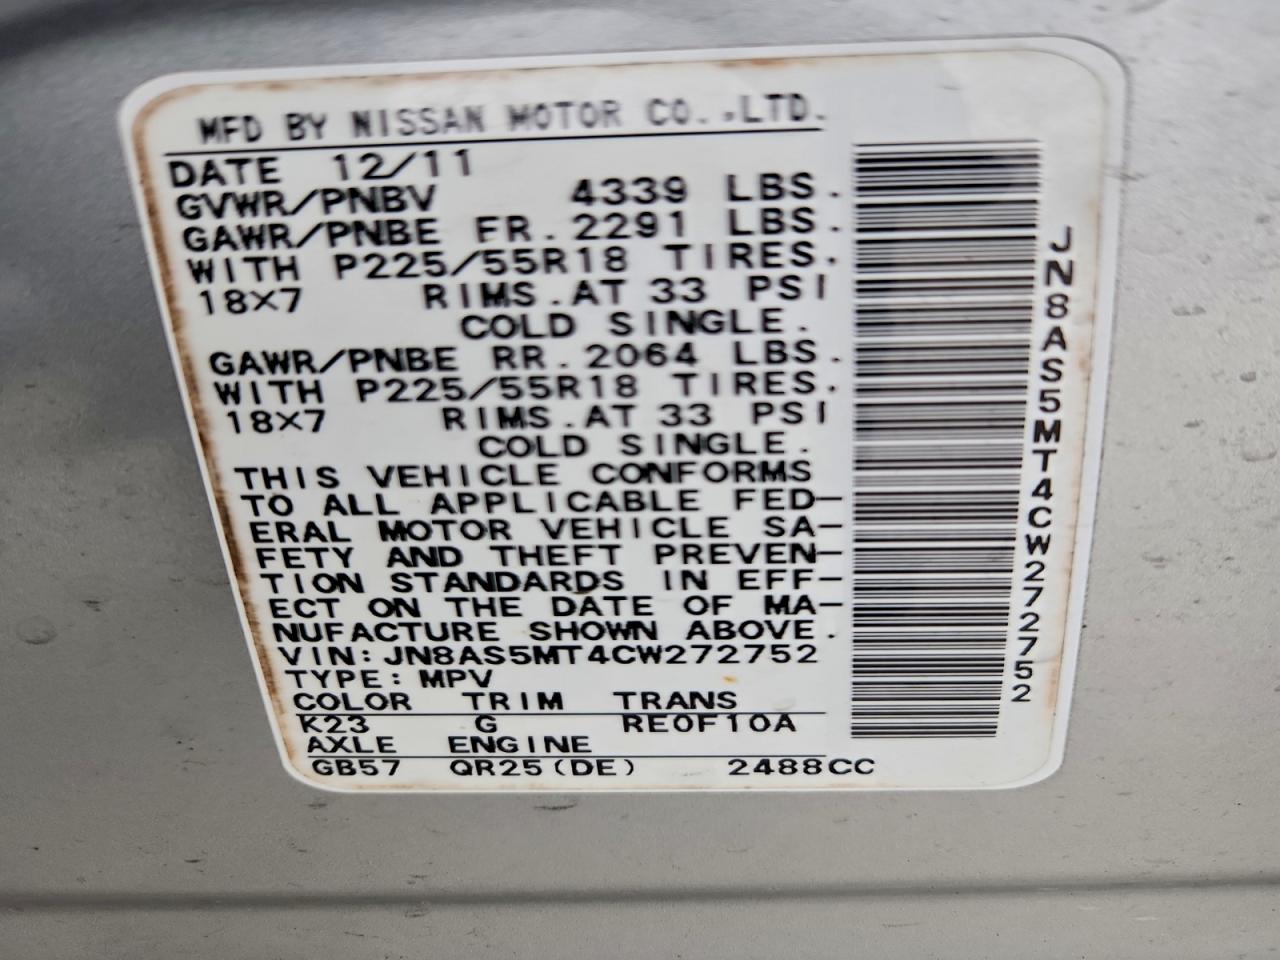 MFD BY NISSAN MOTOR CO.,LTD.
DATE 12/11
GVWR/PNBV 4339 LBS.
GAWR/PNBE FR.2291 LBS.
WITH P225/55R18 TIRES.
18X7 RIMS.AT 33 PSI
COLD SINGLE.
GAWR/PNBE RR.2064 LBS.
WITH P225/55R18 TIRES.
18X7 RIMS.AT 33 PSI
COLD SINGLE.
THIS VEHICLE CONFORMS
TO ALL APPLICABLE FED-
ERAL MOTOR VEHICLE SA-
FETY AND THEFT PREVEN-
TION STANDARDS IN EFF-
ECT ON THE DATE OF MA-
NUFACTURE SHOWN ABOVE.
VIN:JN8AS5MT4CW272752
TYPE:MPV
COLOR TRIM TRANS
K23 G RE0F10A
AXLE ENGINE
GB57 QR25(DE) 2488CC
JN8AS5MT4CW272752